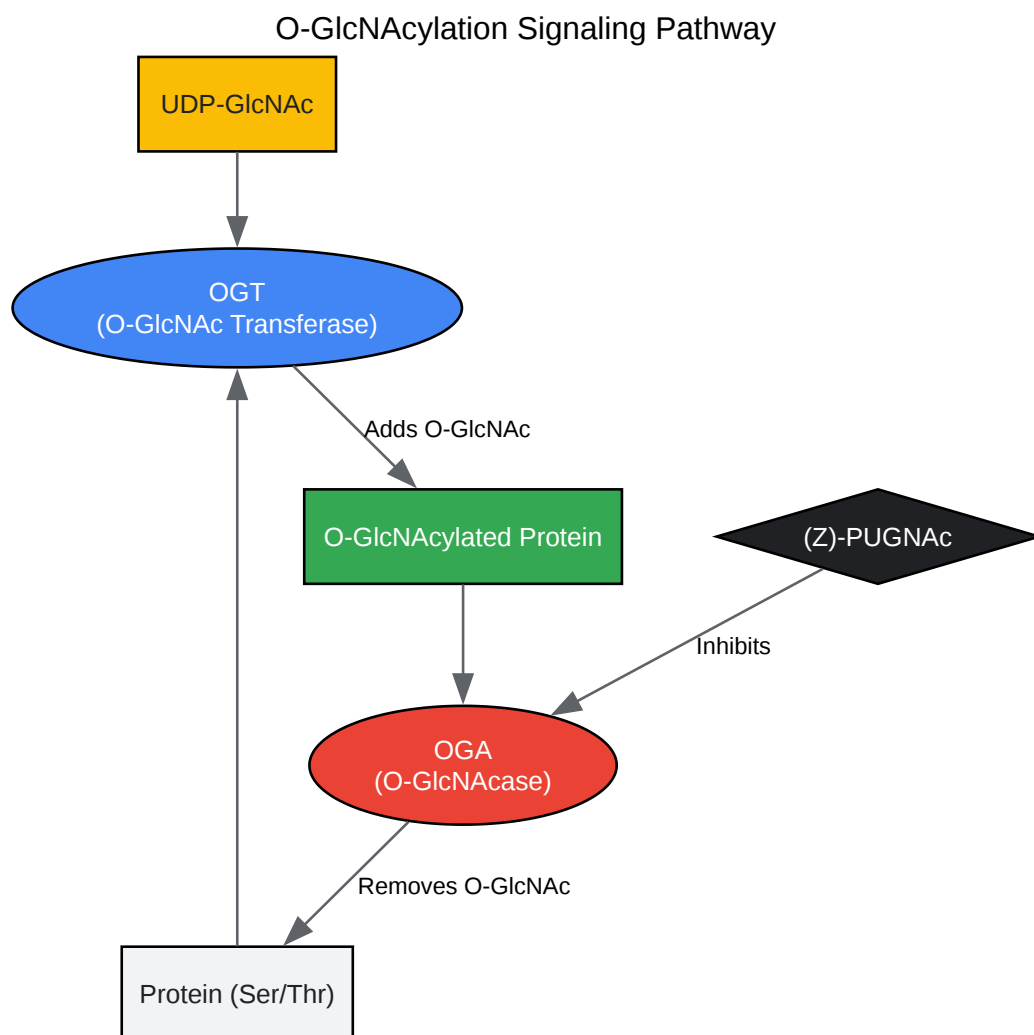 O-GlcNAcylation Signaling Pathway
UDP-GlcNAc
OGT
(O-GlcNAc Transferase)
Adds O-GlcNAc
O-GlcNAcylated Protein
(Z)-PUGNAc
Inhibits
OGA
(O-GlcNAcase)
Removes O-GlcNAc
Protein (Ser/Thr)